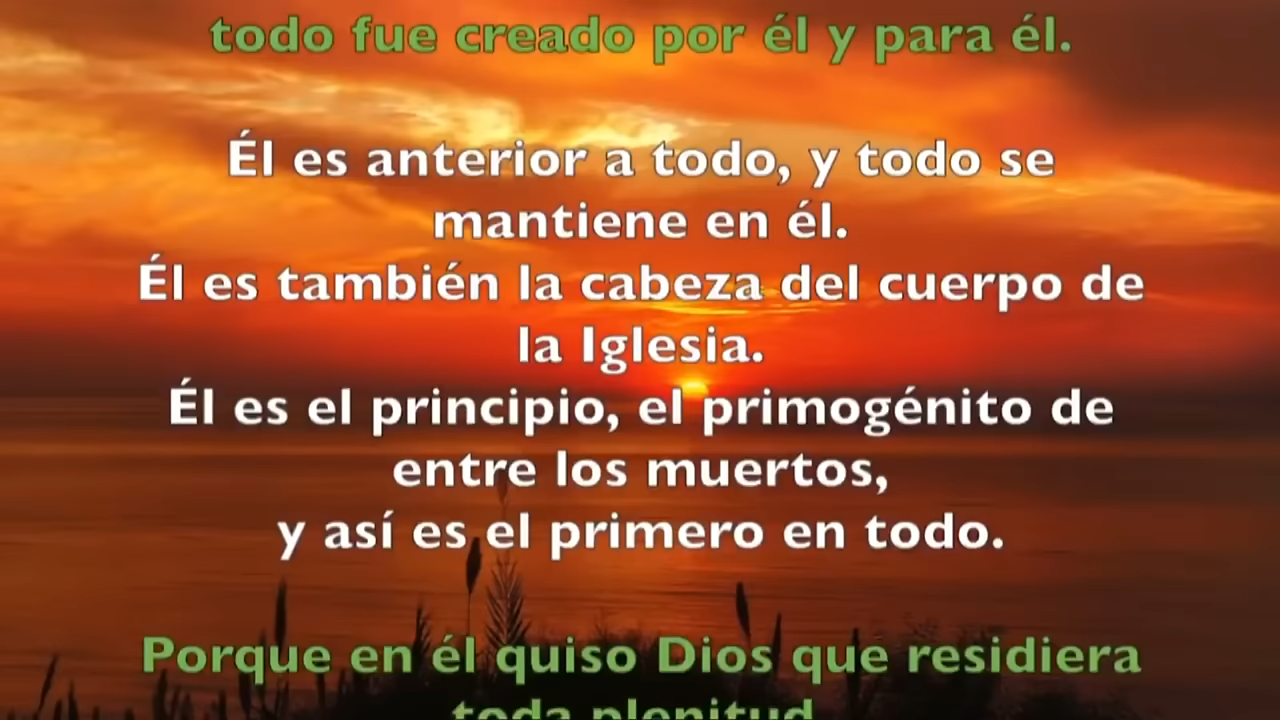 todo fue creado por él y para él.
Él es anterior a todo, y todo se
mantiene en él.
Él es también la cabeza del cuerpo de
la Iglesia.
Él es el principio, el primogénito de
entre los muertos,
y así es el primero en todo.
Porque en él quiso Dios que residiera
toda plenitud